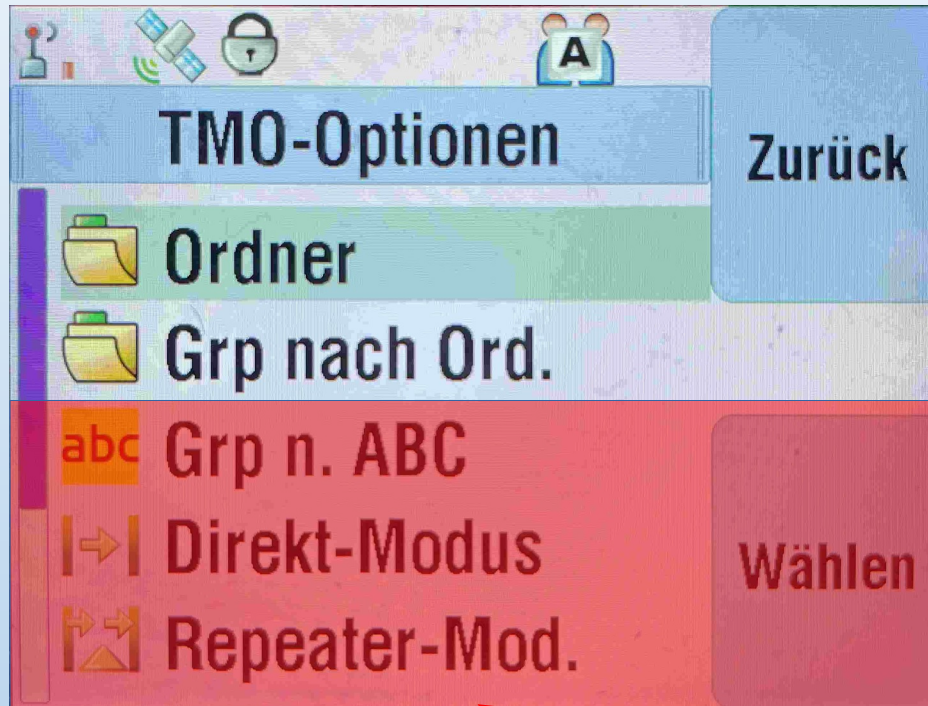 A
TMO-Optionen
Zurück
Ordner
Grp nach Ord.
abc Grp n. ABC
Direkt-Modus
Wählen
Repeater-Mod.